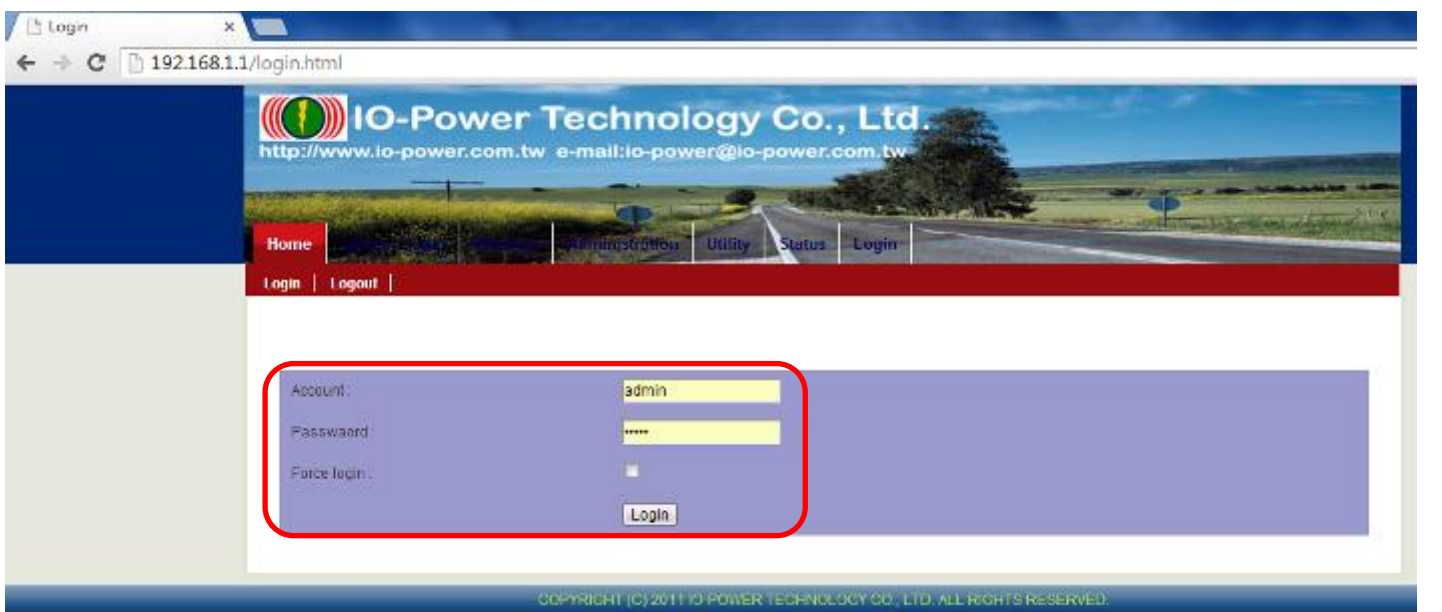 Login
192.168.1.1/login.html
IO-Power Technology Co., Ltd.
http://www.io-power.com.tw e-mail:io-power@io-power.com.tw
Home Administration Utility Status Login
Login Logout
Account :
admin
Passwaord :
•••••
Force login :
Login
COPYRIGHT (C) 2011 IO-POWER TECHNOLOGY CO., LTD. ALL RIGHTS RESERVED.